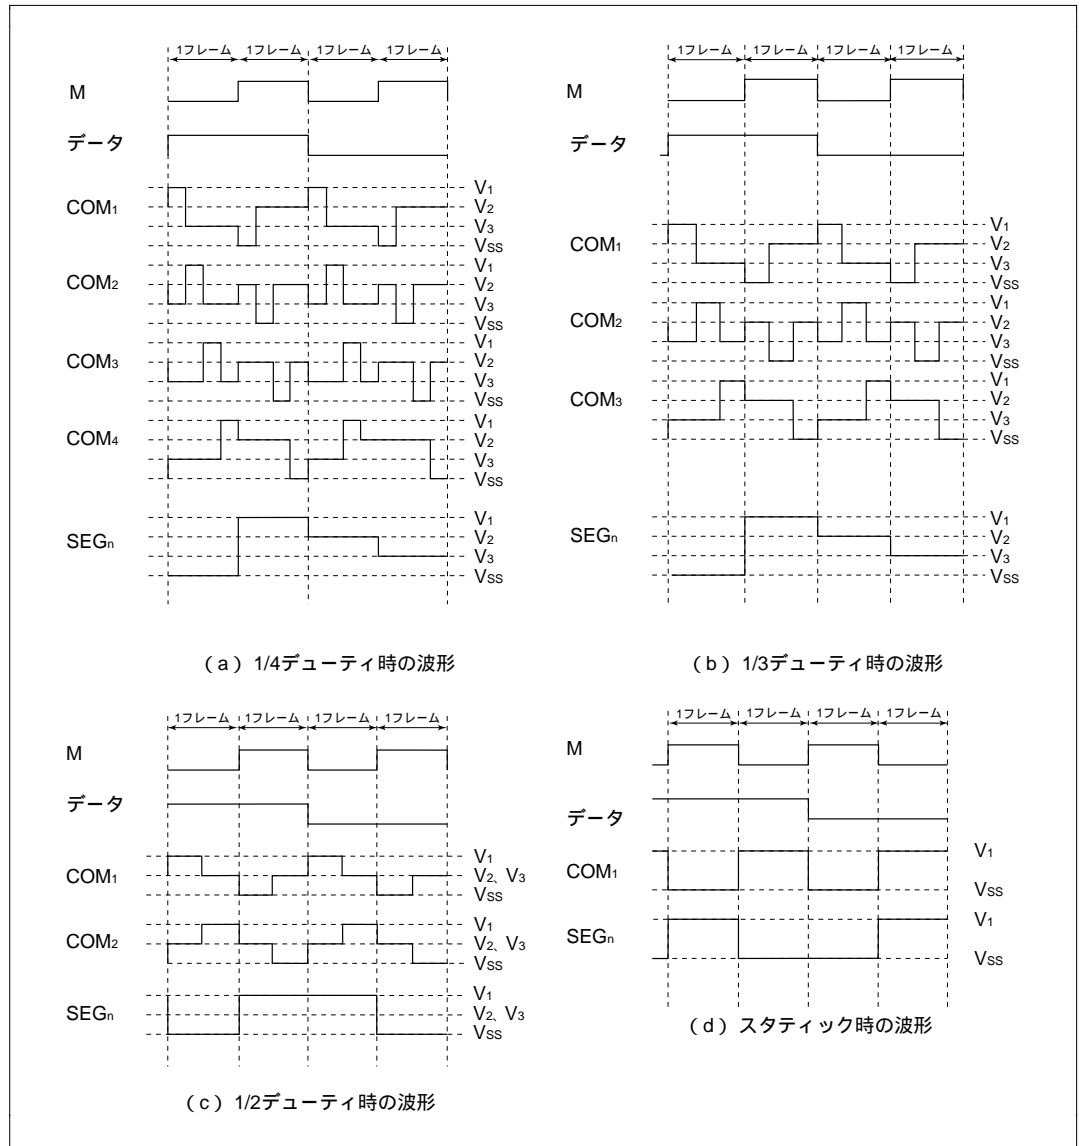 1フレーム 1フレーム 1フレーム 1フレーム
M
データ
COM1
V1
V2
V3
VSS
COM2
V1
V2
V3
VSS
COM3
V1
V2
V3
VSS
COM4
V1
V2
V3
VSS
SEGn
V1
V2
V3
VSS
(a) 1/4デューティ時の波形
1フレーム 1フレーム 1フレーム 1フレーム
M
データ
COM1
V1
V2
V3
VSS
COM2
V1
V2
V3
VSS
COM3
V1
V2
V3
VSS
SEGn
V1
V2
V3
VSS
(b) 1/3デューティ時の波形
1フレーム 1フレーム 1フレーム 1フレーム
M
データ
COM1
V1
V2、V3
VSS
COM2
V1
V2、V3
VSS
SEGn
V1
V2、V3
VSS
(c) 1/2デューティ時の波形
1フレーム 1フレーム 1フレーム 1フレーム
M
データ
COM1
V1
VSS
SEGn
V1
VSS
(d) スタティック時の波形